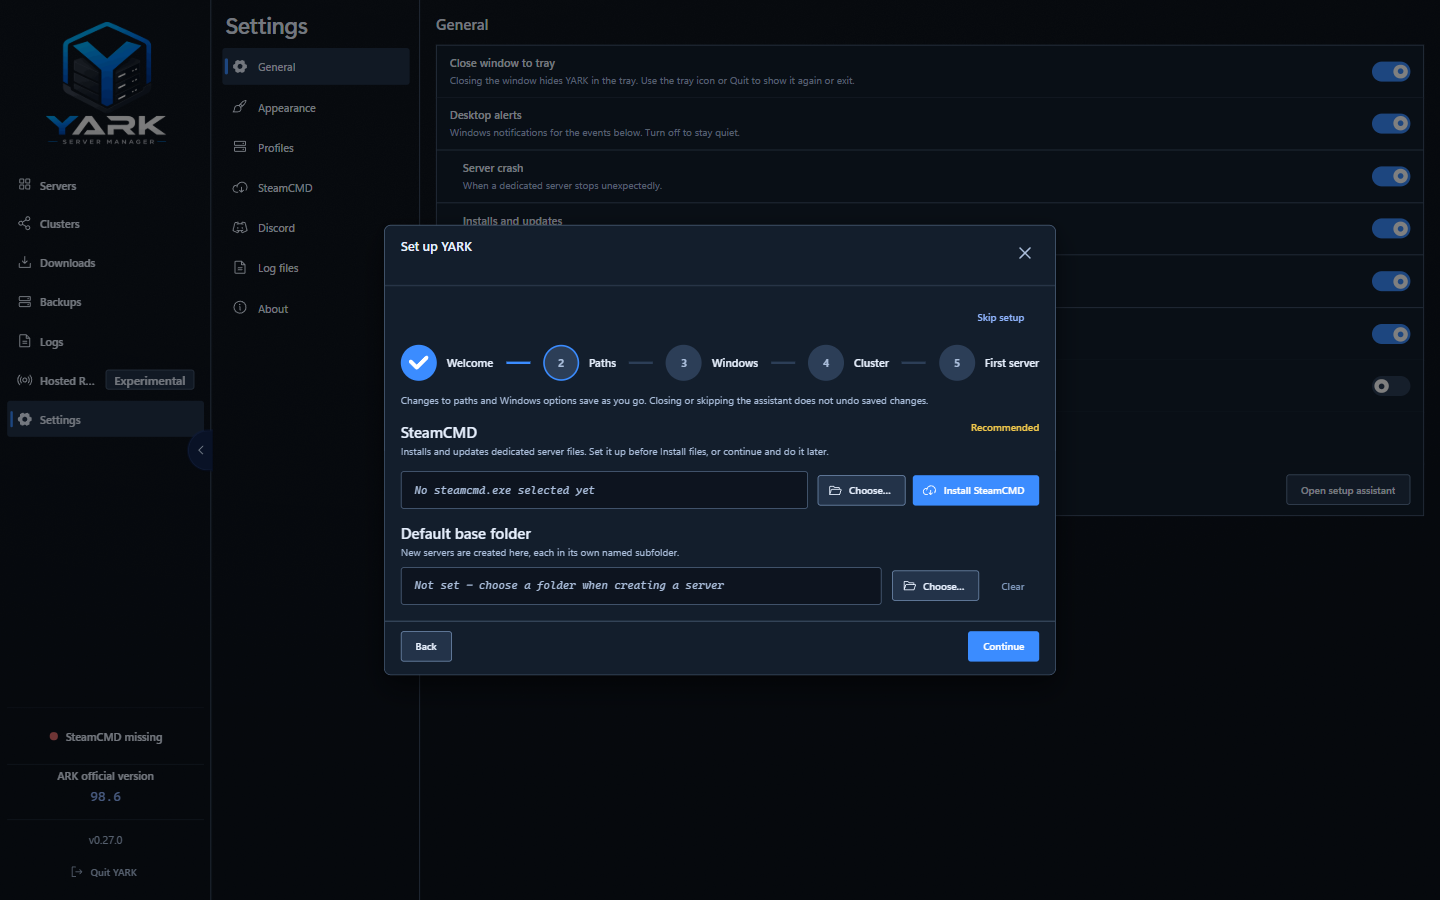 YARK
SERVER MANAGER
Servers
Clusters
Downloads
Backups
Logs
Hosted R... Experimental
Settings
SteamCMD missing
ARK official version
98.6
v0.27.0
Quit YARK
Settings
General
Appearance
Profiles
SteamCMD
Discord
Log files
About
General
Close window to tray
Closing the window hides YARK in the tray. Use the tray icon or Quit to show it again or exit.
Desktop alerts
Windows notifications for the events below. Turn off to stay quiet.
Server crash
When a dedicated server stops unexpectedly.
Installs and updates
Open setup assistant
Set up YARK
Skip setup
Welcome
2 Paths
3 Windows
4 Cluster
5 First server
Changes to paths and Windows options save as you go. Closing or skipping the assistant does not undo saved changes.
SteamCMD
Recommended
Installs and updates dedicated server files. Set it up before Install files, or continue and do it later.
No steamcmd.exe selected yet
Choose...
Install SteamCMD
Default base folder
New servers are created here, each in its own named subfolder.
Not set — choose a folder when creating a server
Choose...
Clear
Back
Continue